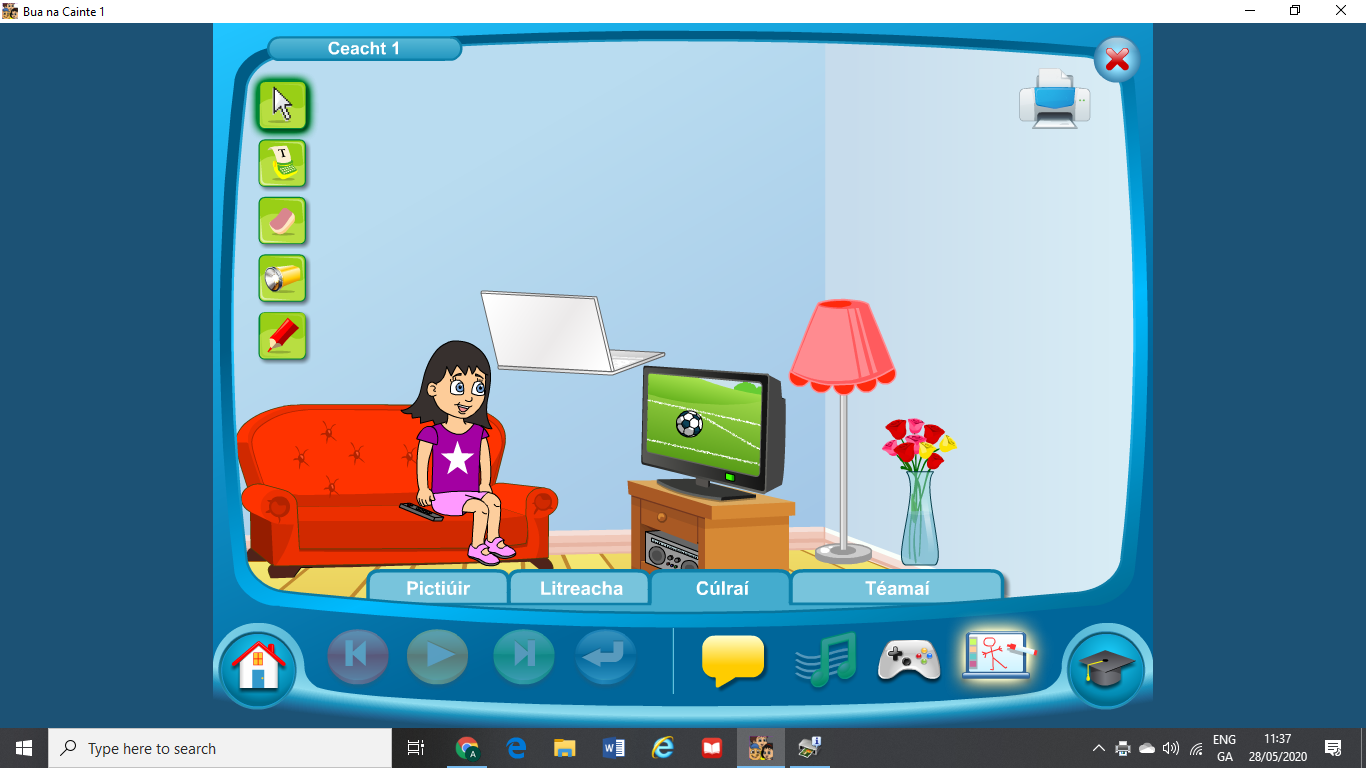 Bua na Cainte 1
Ceacht 1
T
Pictiúir
Litreacha
Cúlraí
Téamaí
Type here to search
A
ENG
GA
11:37
28/05/2020